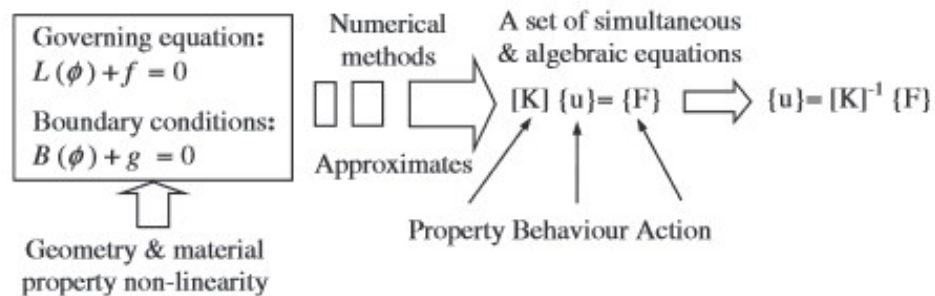 Governing equation:
L (ϕ) + f = 0
Boundary conditions:
B (ϕ) + g = 0
Geometry & material
property non-linearity
Numerical
methods
Approximates
A set of simultaneous
& algebraic equations
[K] {u}= {F}
{u}= [K]⁻¹ {F}
Property Behaviour Action